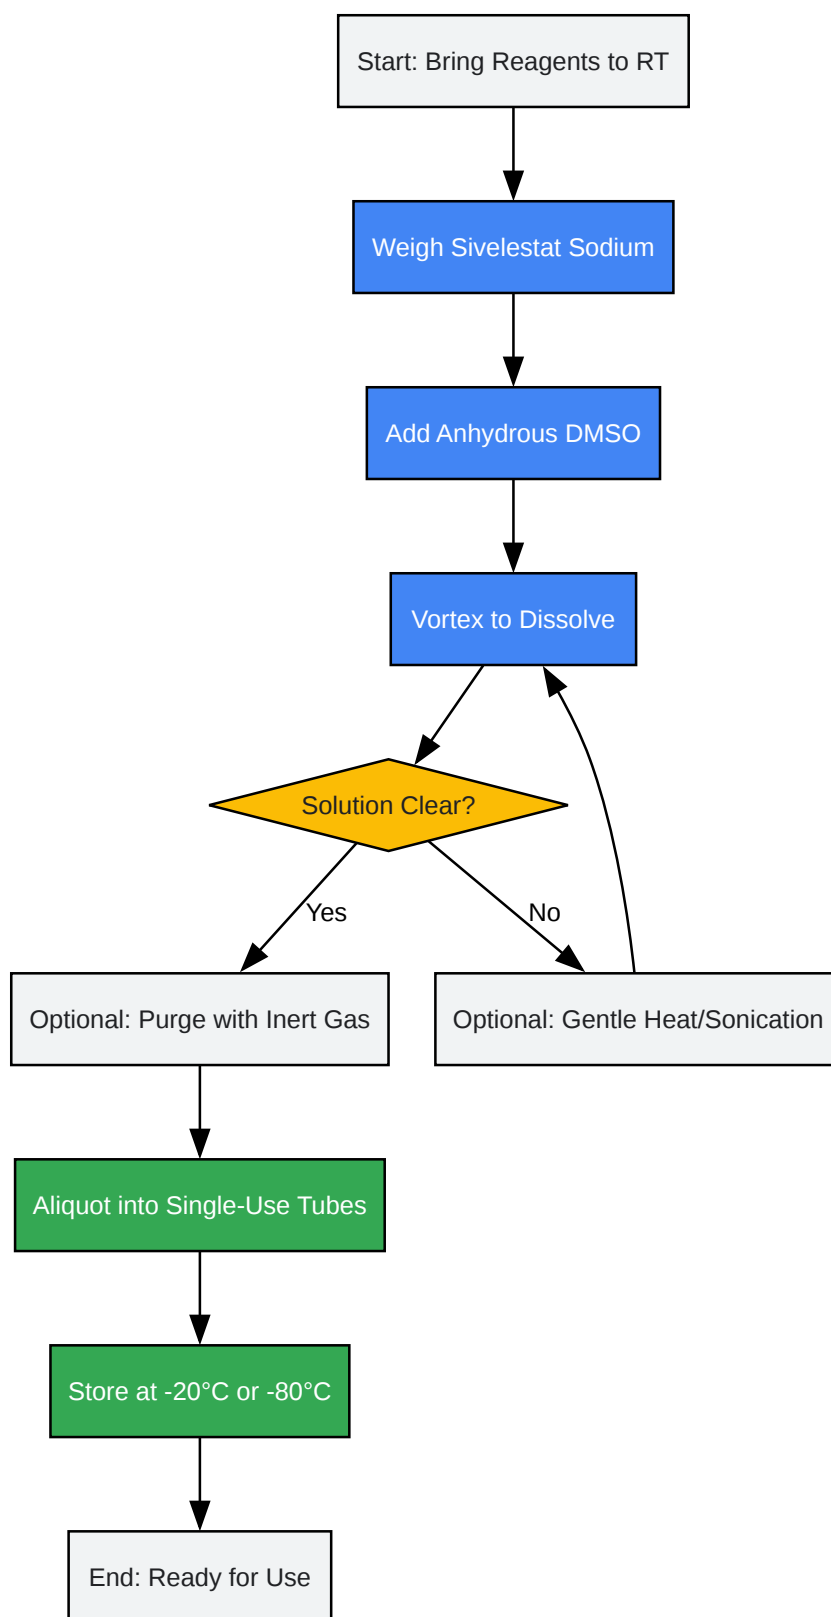 Start: Bring Reagents to RT
Weigh Sivelestat Sodium
Add Anhydrous DMSO
Vortex to Dissolve
Solution Clear?
Yes
No
Optional: Purge with Inert Gas
Optional: Gentle Heat/Sonication
Aliquot into Single-Use Tubes
Store at -20°C or -80°C
End: Ready for Use